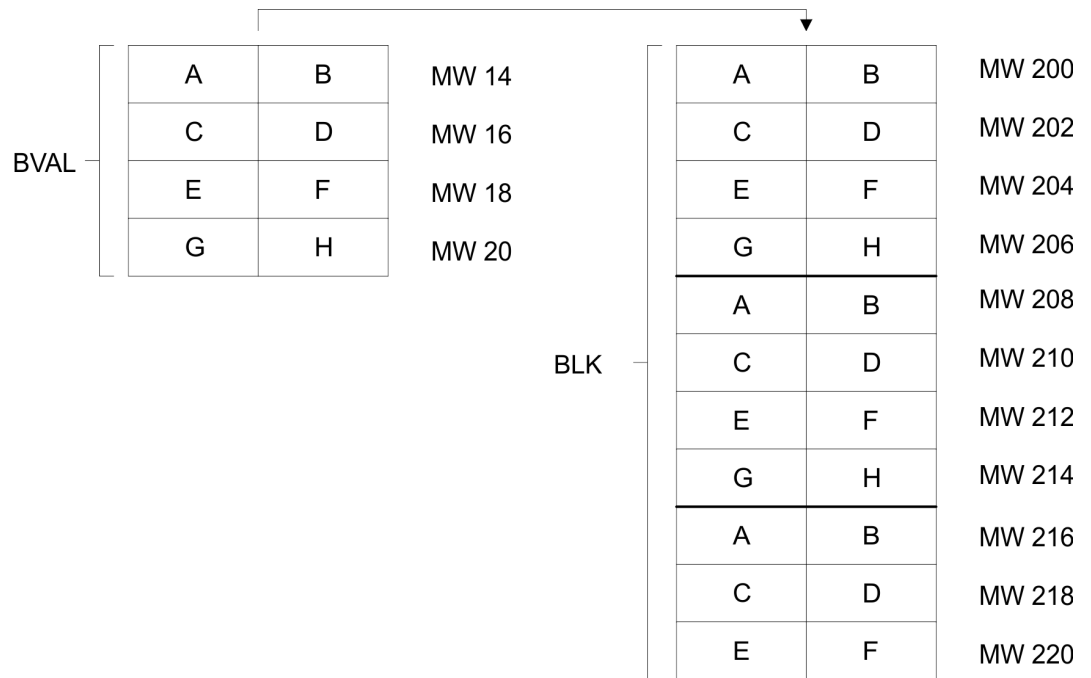 BVAL
A B MW 14
C D MW 16
E F MW 18
G H MW 20
BLK
A B MW 200
C D MW 202
E F MW 204
G H MW 206
A B MW 208
C D MW 210
E F MW 212
G H MW 214
A B MW 216
C D MW 218
E F MW 220